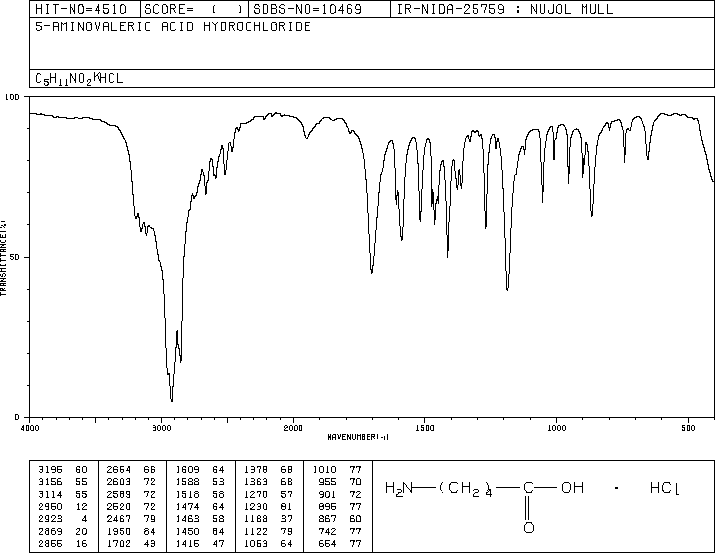 HIT-NO=4510 SCORE= ( ) SDBS-NO=10469 IR-NIDA-25759 : NUJOL MULL
5-AMINOVALERIC ACID HYDROCHLORIDE
C5H11NO2*HCL
100
50
0
TRANSMITTANCE(%)
4000 3000 2000 1500 1000 500
WAVENUMBER(-1)
3195 60 2654 66 1609 64 1378 68 1010 77
3156 55 2603 72 1588 53 1363 68 955 70
3114 55 2589 72 1518 58 1270 57 901 72
2960 12 2520 72 1474 64 1230 81 895 77
2923 4 2467 79 1463 58 1188 37 867 60
2869 20 1950 84 1450 64 1122 79 742 77
2855 16 1702 43 1415 47 1053 64 654 77
H2N—(CH2)4—C—OH · HCl
O